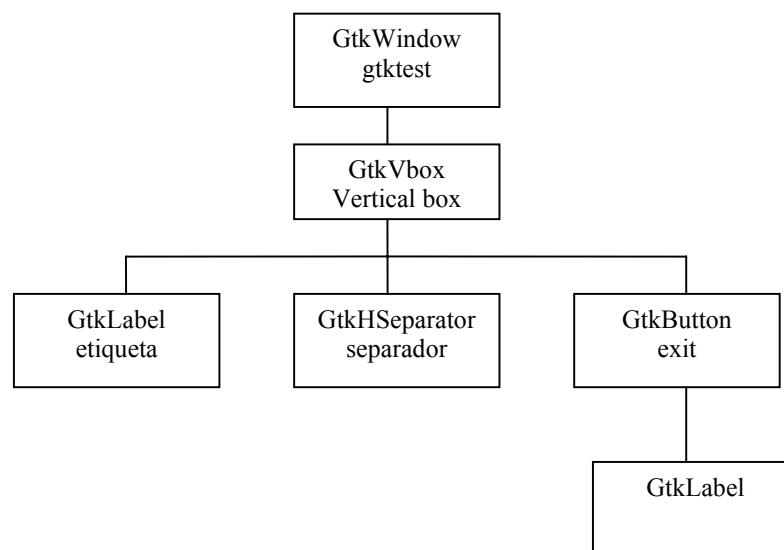 GtkWindow
gtktest
GtkVbox
Vertical box
GtkLabel
etiqueta
GtkHSeparator
separador
GtkButton
exit
GtkLabel